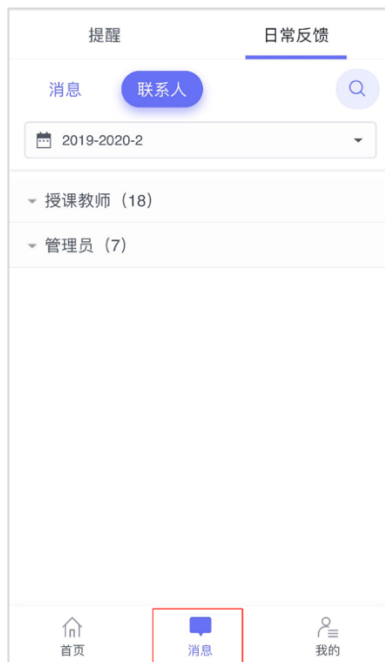 提醒 日常反馈
消息 联系人
2019-2020-2
授课教师（18）
管理员（7）
首页 消息 我的